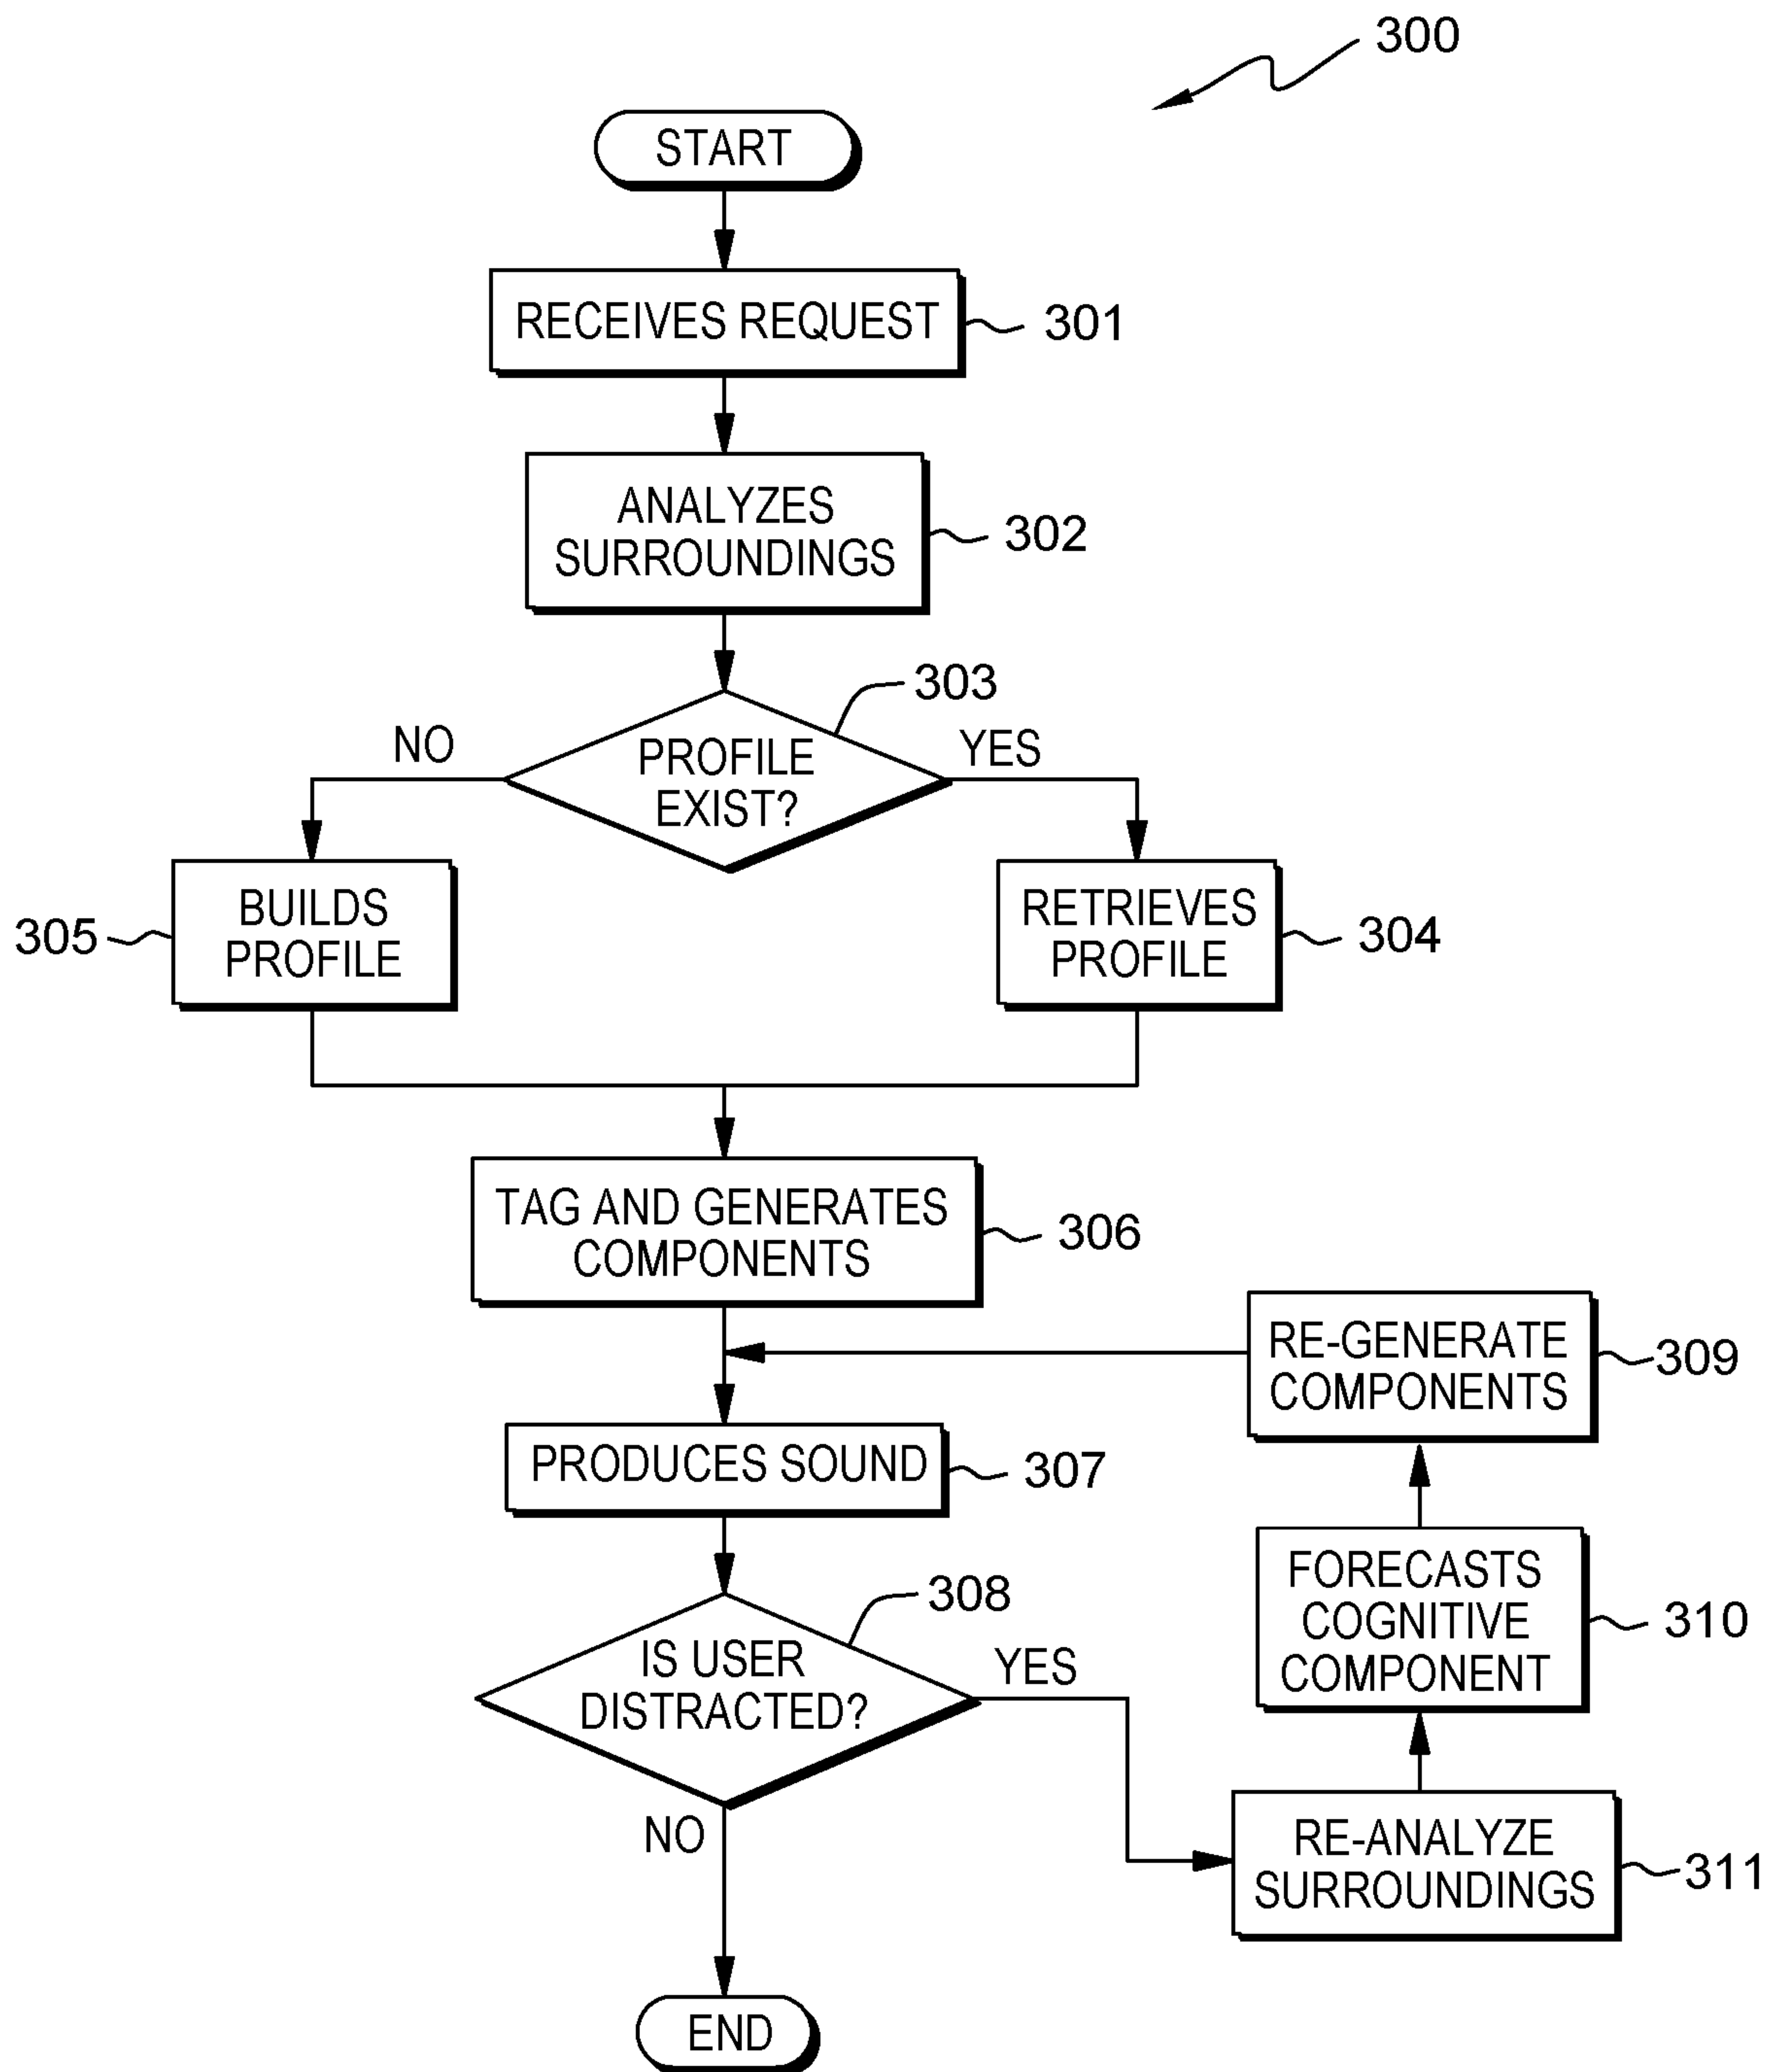 300
START
RECEIVES REQUEST
301
ANALYZES
SURROUNDINGS
302
303
NO
PROFILE
EXIST?
YES
BUILDS
PROFILE
305
RETRIEVES
PROFILE
304
TAG AND GENERATES
COMPONENTS
306
RE-GENERATE
COMPONENTS
309
PRODUCES SOUND
307
FORECASTS
COGNITIVE
COMPONENT
310
308
IS USER
DISTRACTED?
YES
NO
RE-ANALYZE
SURROUNDINGS
311
END